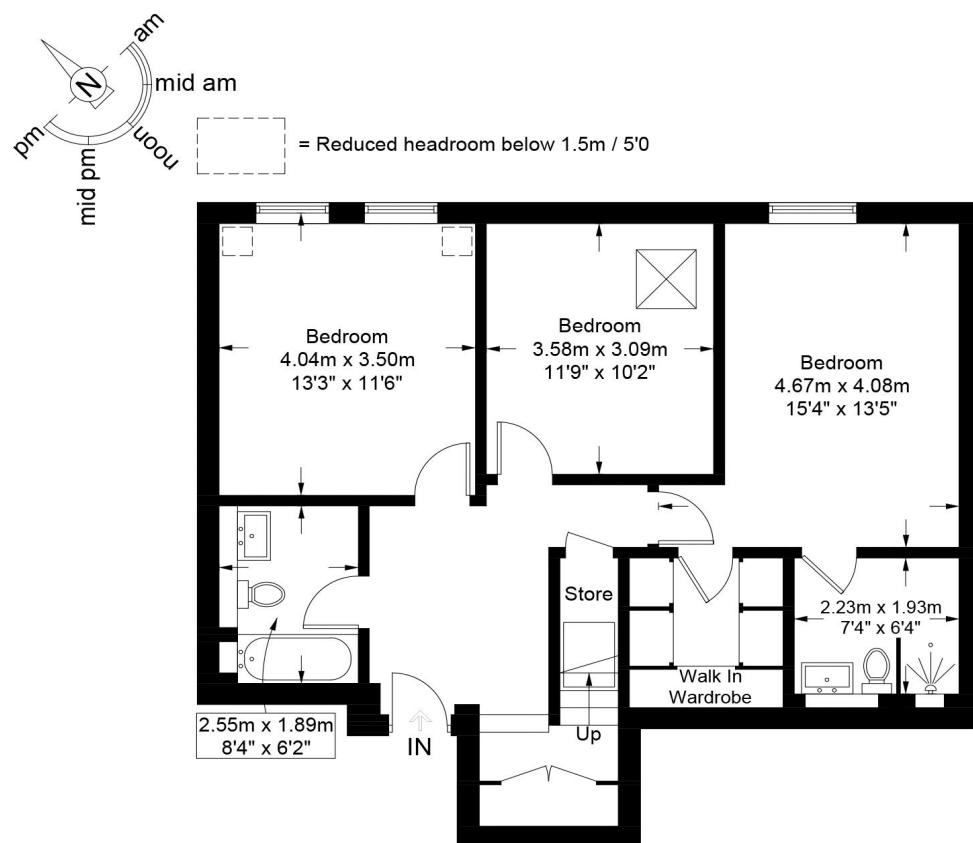 am
mid am
noon
mid pm
pm
N
= Reduced headroom below 1.5m / 5'0
Bedroom
4.04m x 3.50m
13'3" x 11'6"
Bedroom
3.58m x 3.09m
11'9" x 10'2"
Bedroom
4.67m x 4.08m
15'4" x 13'5"
Store
2.23m x 1.93m
7'4" x 6'4"
Walk In
Wardrobe
2.55m x 1.89m
8'4" x 6'2"
IN
Up